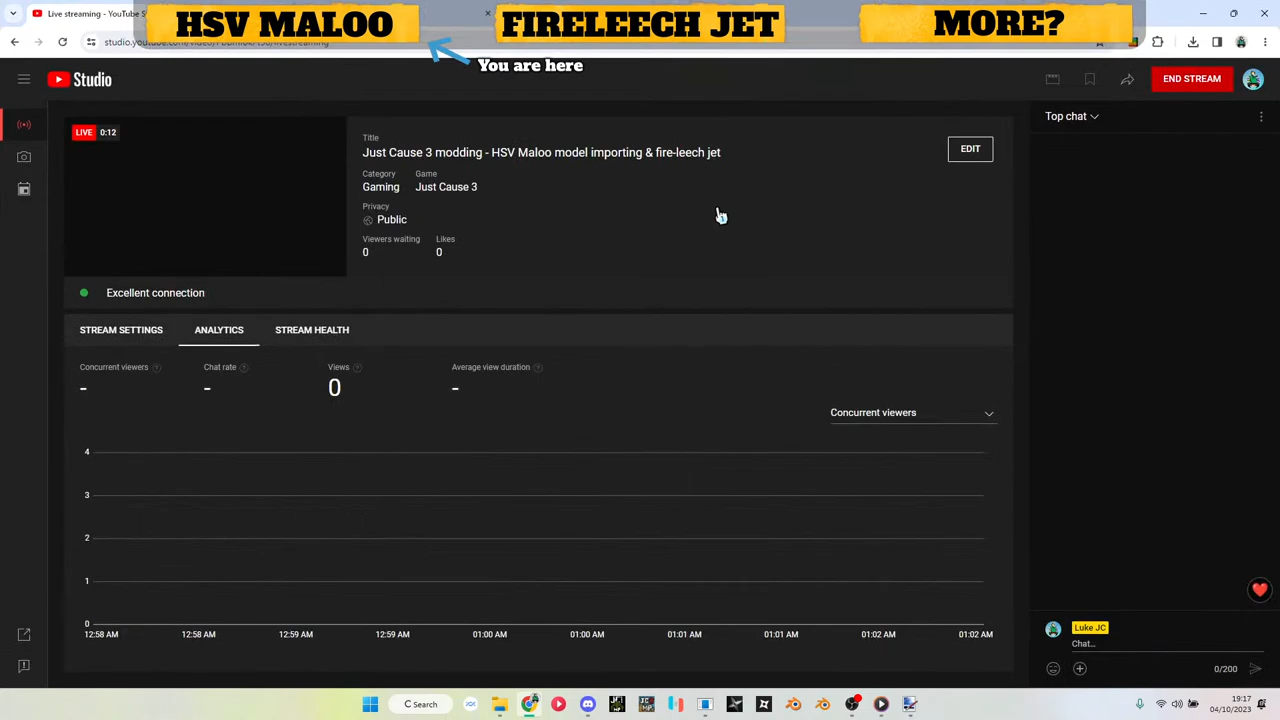 HSV MALOO
FIRELEECH JET
MORE?
Live streaming - YouTube S
You are here
Studio
END STREAM
LIVE 0:12
Title
Just Cause 3 modding - HSV Maloo model importing & fire-leech jet
EDIT
Category Game
Gaming Just Cause 3
Privacy
Public
Viewers waiting Likes
0 0
Excellent connection
Top chat
STREAM SETTINGS ANALYTICS STREAM HEALTH
Concurrent viewers Chat rate Views Average view duration
- - 0 -
Concurrent viewers
4
3
2
1
0
12:58 AM 12:58 AM 12:59 AM 12:59 AM 01:00 AM 01:00 AM 01:01 AM 01:01 AM 01:02 AM 01:02 AM
Luke JC
Chat...
0/200
Search
19:17
04/10/2023